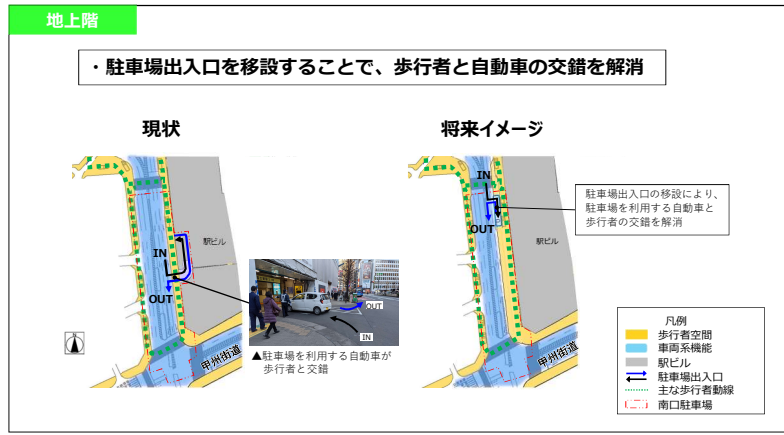 地上階
・駐車場出入口を移設することで、歩行者と自動車の交錯を解消
現状
将来イメージ
駅ビル
IN
OUT
甲州街道
OUT
IN
▲駐車場を利用する自動車が
歩行者と交錯
IN
OUT
駅ビル
甲州街道
駐車場出入口の移設により、
駐車場を利用する自動車と
歩行者の交錯を解消
凡例
歩行者空間
車両系機能
駅ビル
駐車場出入口
主な歩行者動線
南口駐車場